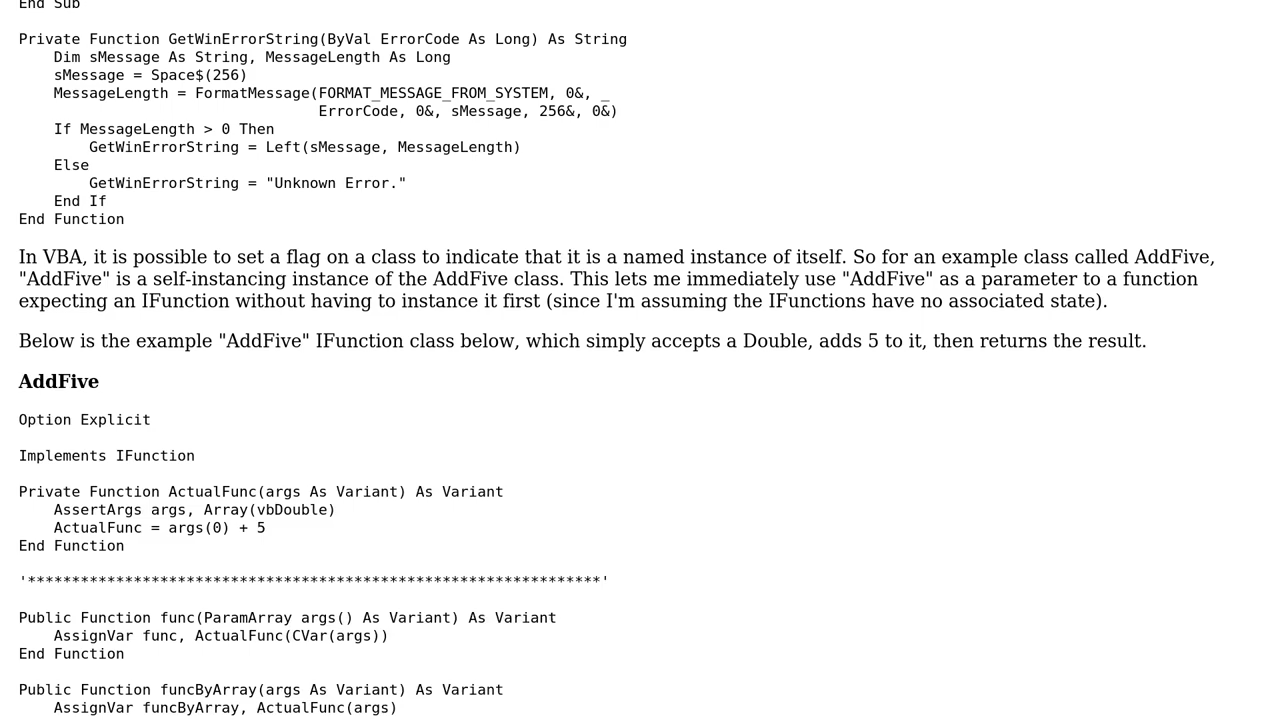 End Sub
Private Function GetWinErrorString(ByVal ErrorCode As Long) As String
    Dim sMessage As String, MessageLength As Long
    sMessage = Space$(256)
    MessageLength = FormatMessage(FORMAT_MESSAGE_FROM_SYSTEM, 0&, _
                                  ErrorCode, 0&, sMessage, 256&, 0&)
    If MessageLength > 0 Then
        GetWinErrorString = Left(sMessage, MessageLength)
    Else
        GetWinErrorString = "Unknown Error."
    End If
End Function
In VBA, it is possible to set a flag on a class to indicate that it is a named instance of itself. So for an example class called AddFive,
"AddFive" is a self-instancing instance of the AddFive class. This lets me immediately use "AddFive" as a parameter to a function
expecting an IFunction without having to instance it first (since I'm assuming the IFunctions have no associated state).
Below is the example "AddFive" IFunction class below, which simply accepts a Double, adds 5 to it, then returns the result.
AddFive
Option Explicit
Implements IFunction
Private Function ActualFunc(args As Variant) As Variant
    AssertArgs args, Array(vbDouble)
    ActualFunc = args(0) + 5
End Function
'*****************************************************************'
Public Function func(ParamArray args() As Variant) As Variant
    AssignVar func, ActualFunc(CVar(args))
End Function
Public Function funcByArray(args As Variant) As Variant
    AssignVar funcByArray, ActualFunc(args)